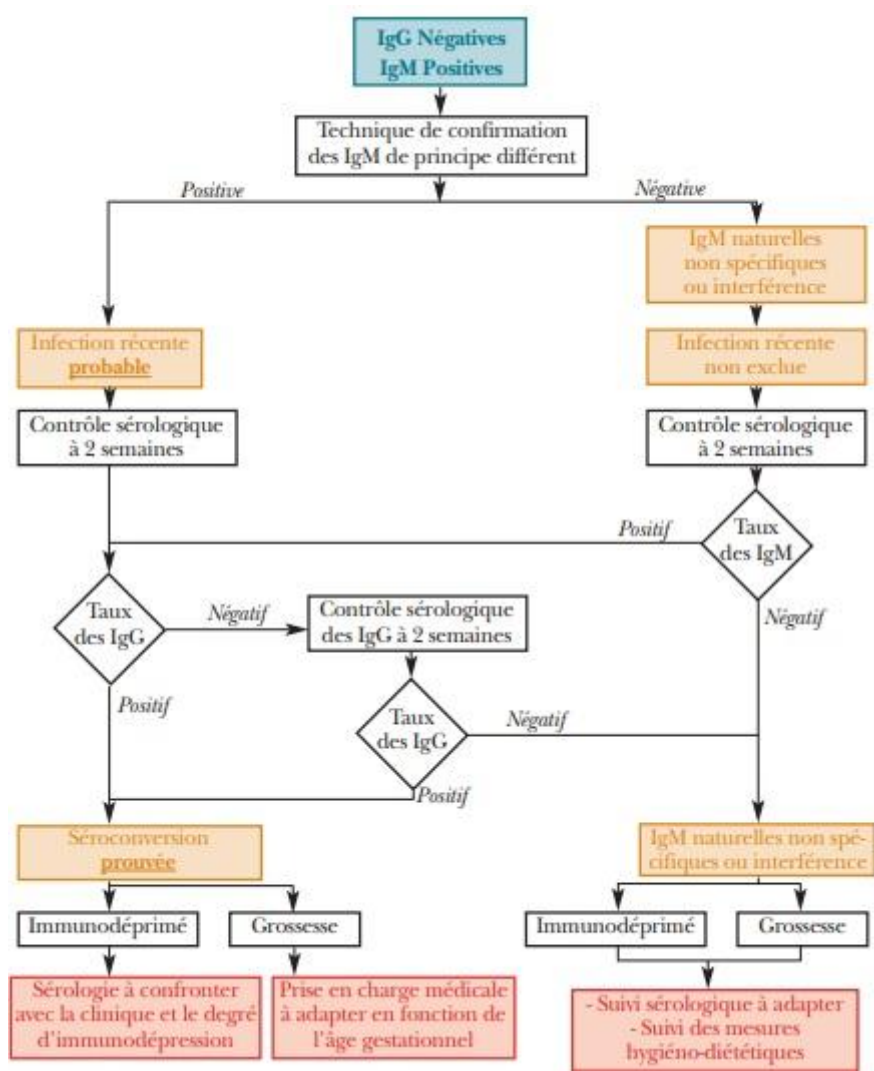 IgG Négatives
IgM Positives
Technique de confirmation
des IgM de principe différent
Positive
Négative
IgM naturelles
non spécifiques
ou interférence
Infection récente
probable
Infection récente
non exclue
Contrôle sérologique
à 2 semaines
Contrôle sérologique
à 2 semaines
Positif
Taux
des IgM
Taux
des IgG
Négatif
Contrôle sérologique
des IgG à 2 semaines
Négatif
Positif
Taux
des IgG
Négatif
Positif
Séroconversion
prouvée
IgM naturelles non spé-
cifiques ou interférence
Immunodéprimé
Grossesse
Immunodéprimé
Grossesse
Sérologie à confronter
avec la clinique et le degré
d'immunodépression
Prise en charge médicale
à adapter en fonction de
l'âge gestationnel
- Suivi sérologique à adapter
- Suivi des mesures
hygiéno-diététiques